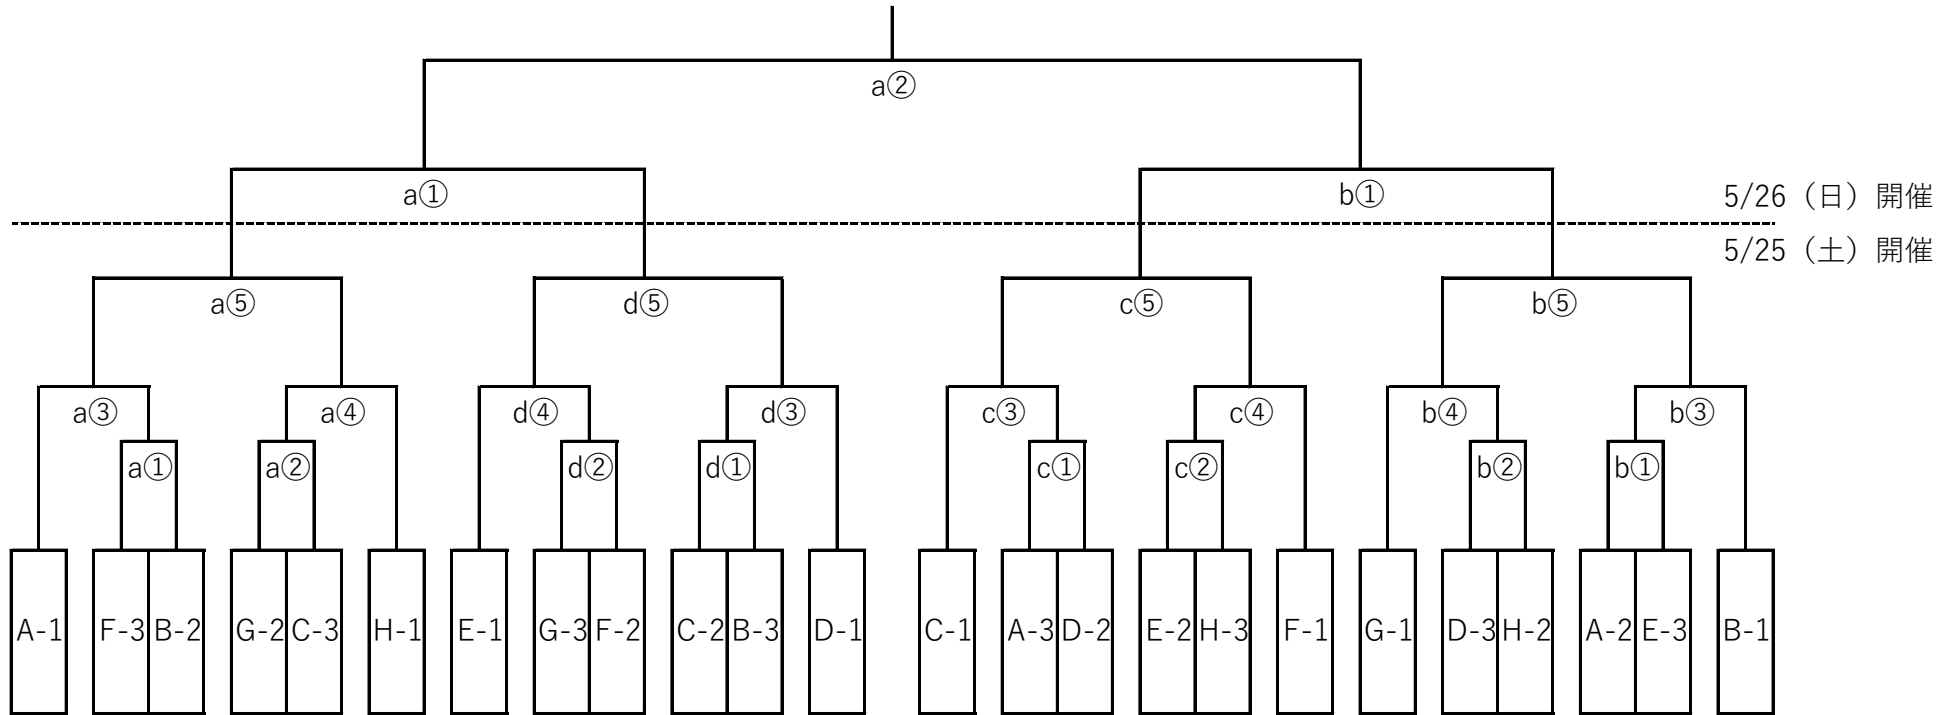 a②
a① b① 5/26（日）開催
5/25（土）開催
a⑤ d⑤ c⑤ b⑤
a③ a④ d④ d③ c③ c④ b④ b③
a① a② d② d① c① c② b② b①
A-1 F-3 B-2 G-2 C-3 H-1 E-1 G-3 F-2 C-2 B-3 D-1 C-1 A-3 D-2 E-2 H-3 F-1 G-1 D-3 H-2 A-2 E-3 B-1